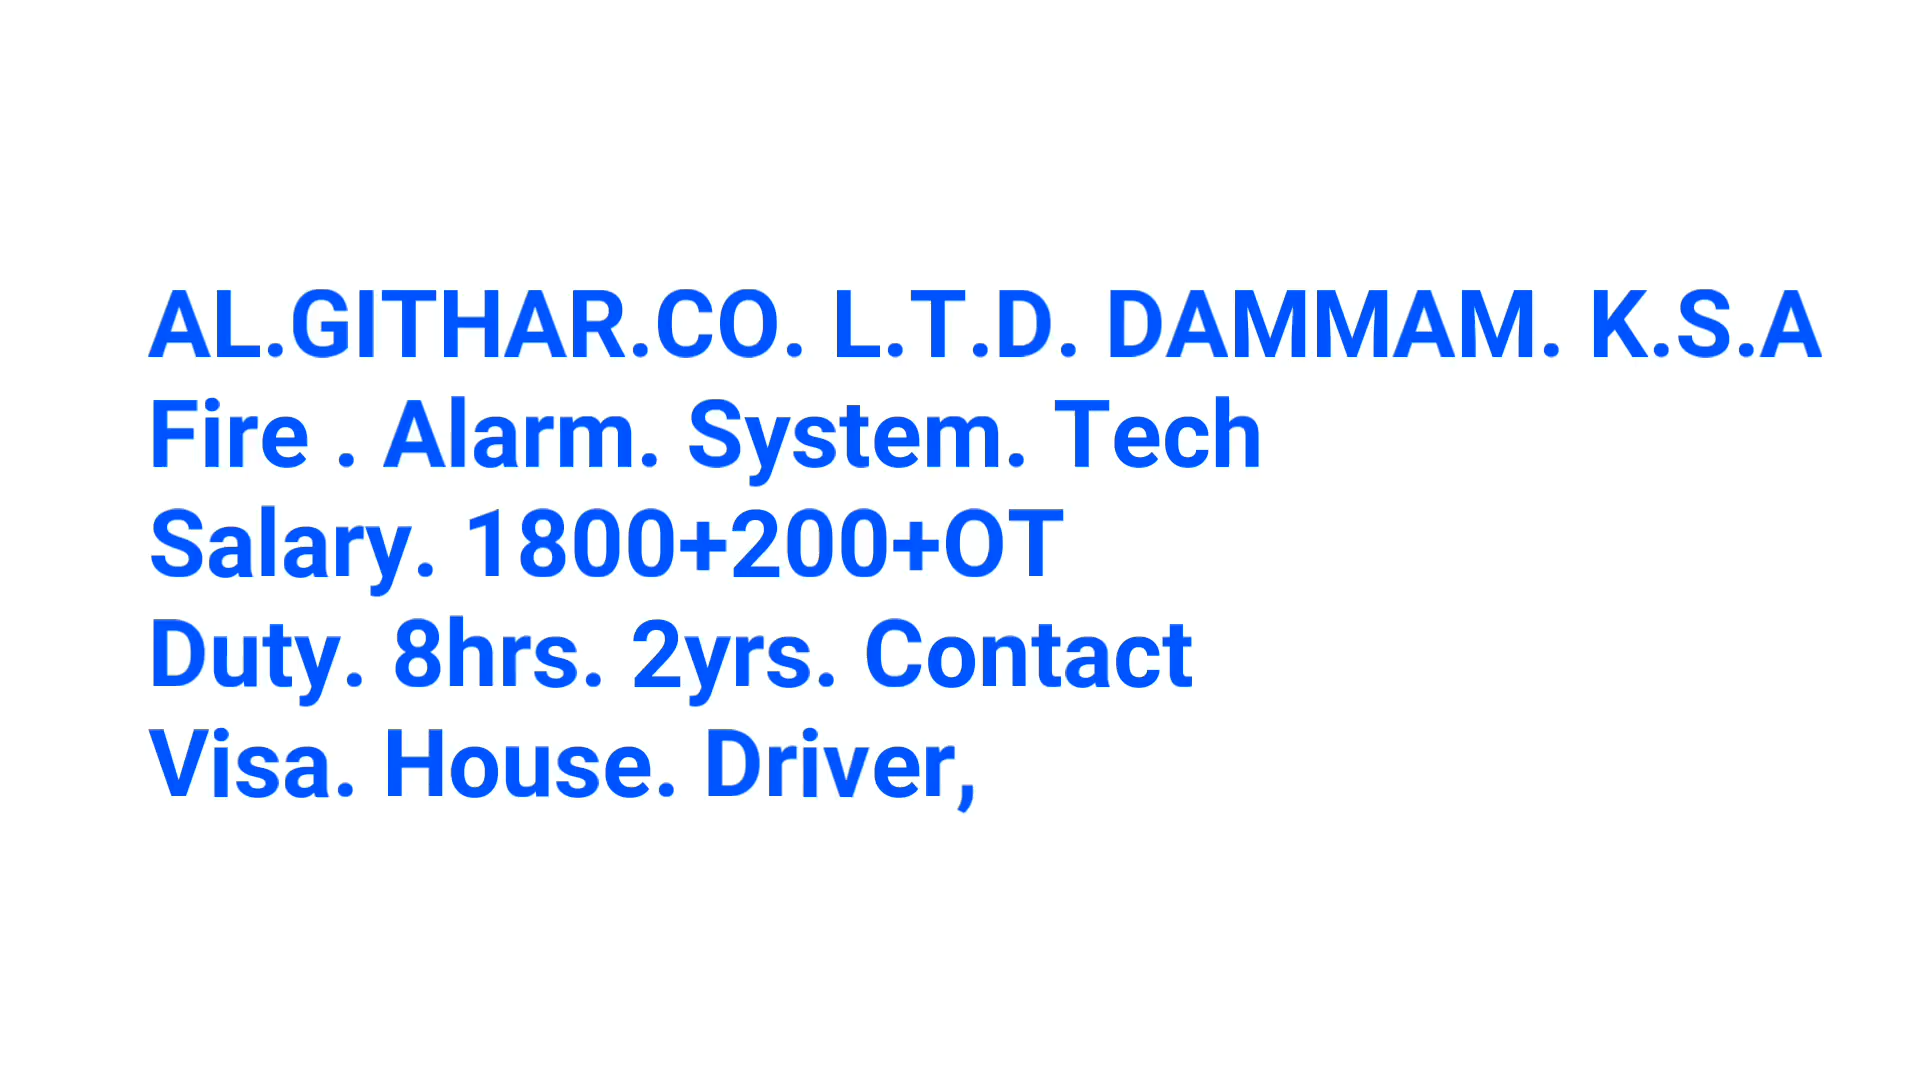 AL.GITHAR.CO. L.T.D. DAMMAM. K.S.A
Fire . Alarm. System. Tech
Salary. 1800+200+OT
Duty. 8hrs. 2yrs. Contact
Visa. House. Driver,